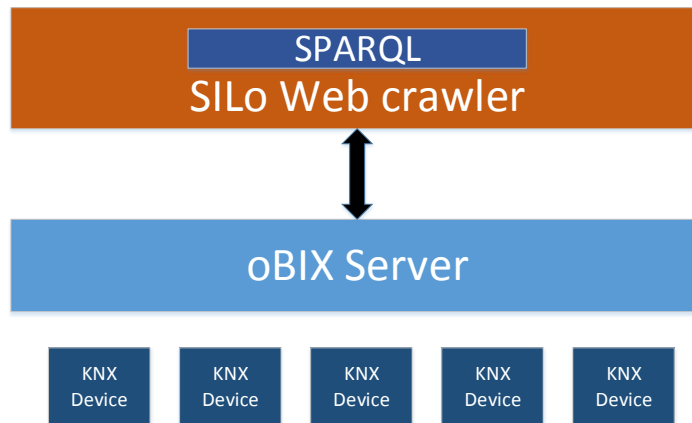 SPARQL
SILo Web crawler
oBIX Server
KNX KNX KNX KNX KNX
Device Device Device Device Device